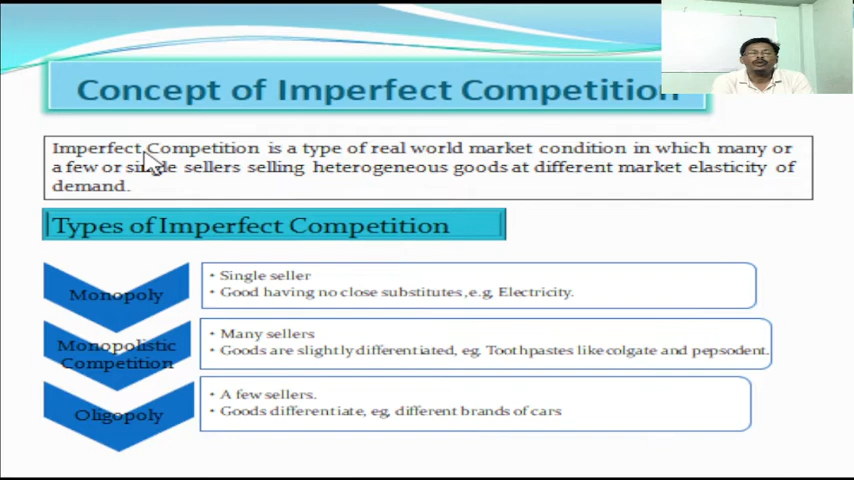 Concept of Imperfect Competition
Imperfect Competition is a type of real world market condition in which many or
a few or single sellers selling heterogeneous goods at different market elasticity of
demand.
Types of Imperfect Competition
Monopoly
• Single seller
• Good having no close substitutes,e.g, Electricity.
Monopolistic
Competition
• Many sellers
• Goods are slightly differentiated, eg. Toothpastes like colgate and pepsodent.
Oligopoly
• A few sellers.
• Goods differentiate, eg, different brands of cars